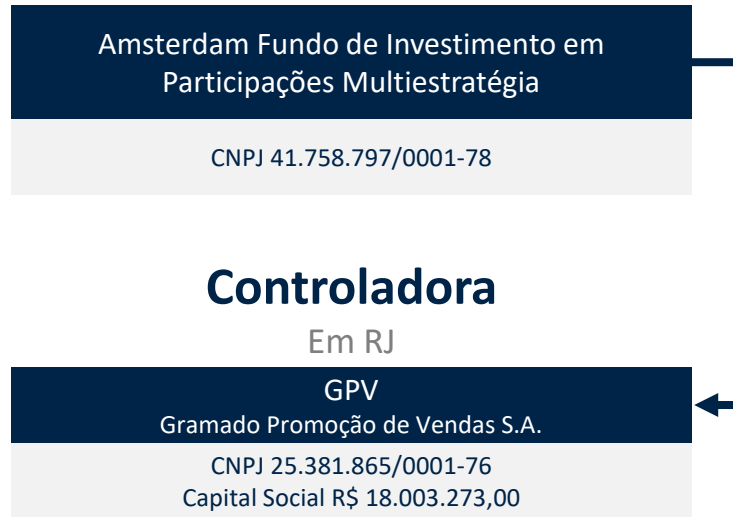 Amsterdam Fundo de Investimento em
Participações Multiestratégia
CNPJ 41.758.797/0001-78
Controladora
Em RJ
GPV
Gramado Promoção de Vendas S.A.
CNPJ 25.381.865/0001-76
Capital Social R$ 18.003.273,00